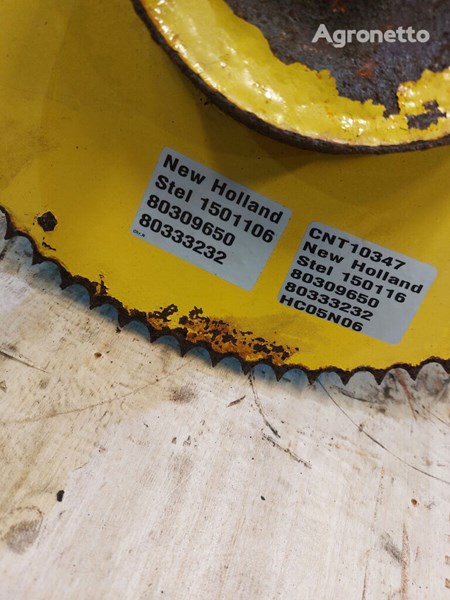 Agronetto
New Holland
Stel 1501106
80309650
80333232
CNT10347
New Holland
Stel 150116
80309650
80333232
HC05N06